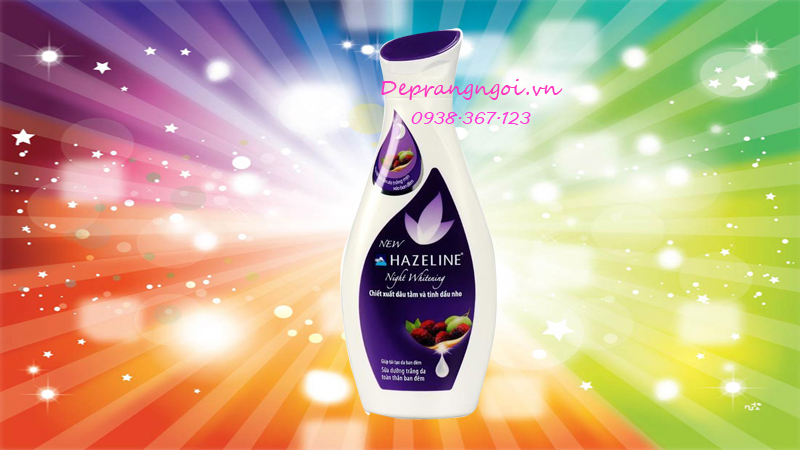 Deprangngoi.vn
0938·367·123
NEW
HAZELINE
Night Whitening
Chiết xuất dâu tằm và tinh dầu nho
Giúp tái tạo da ban đêm
Sữa dưỡng trắng da
toàn thân ban đêm